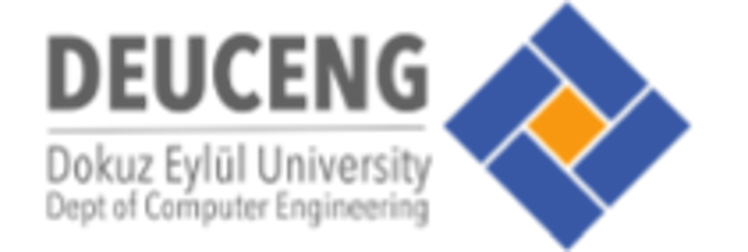 DEUCENG
Dokuz Eylül University
Dept of Computer Engineering